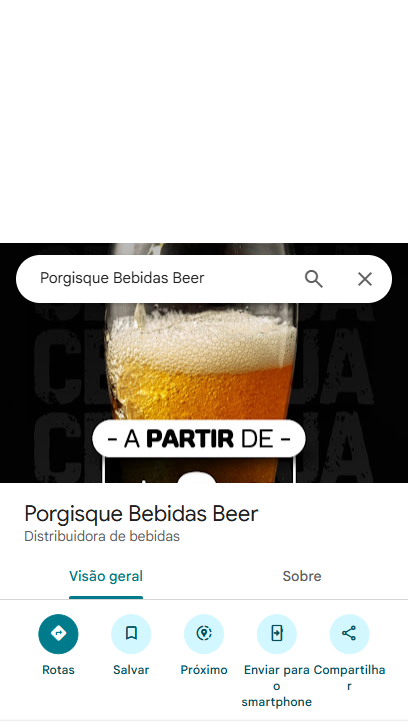 Porgisque Bebidas Beer
- A PARTIR DE -
Porgisque Bebidas Beer
Distribuidora de bebidas
Visão geral
Sobre
Rotas
Salvar
Próximo
Enviar para
o
smartphone
Compartilha
r